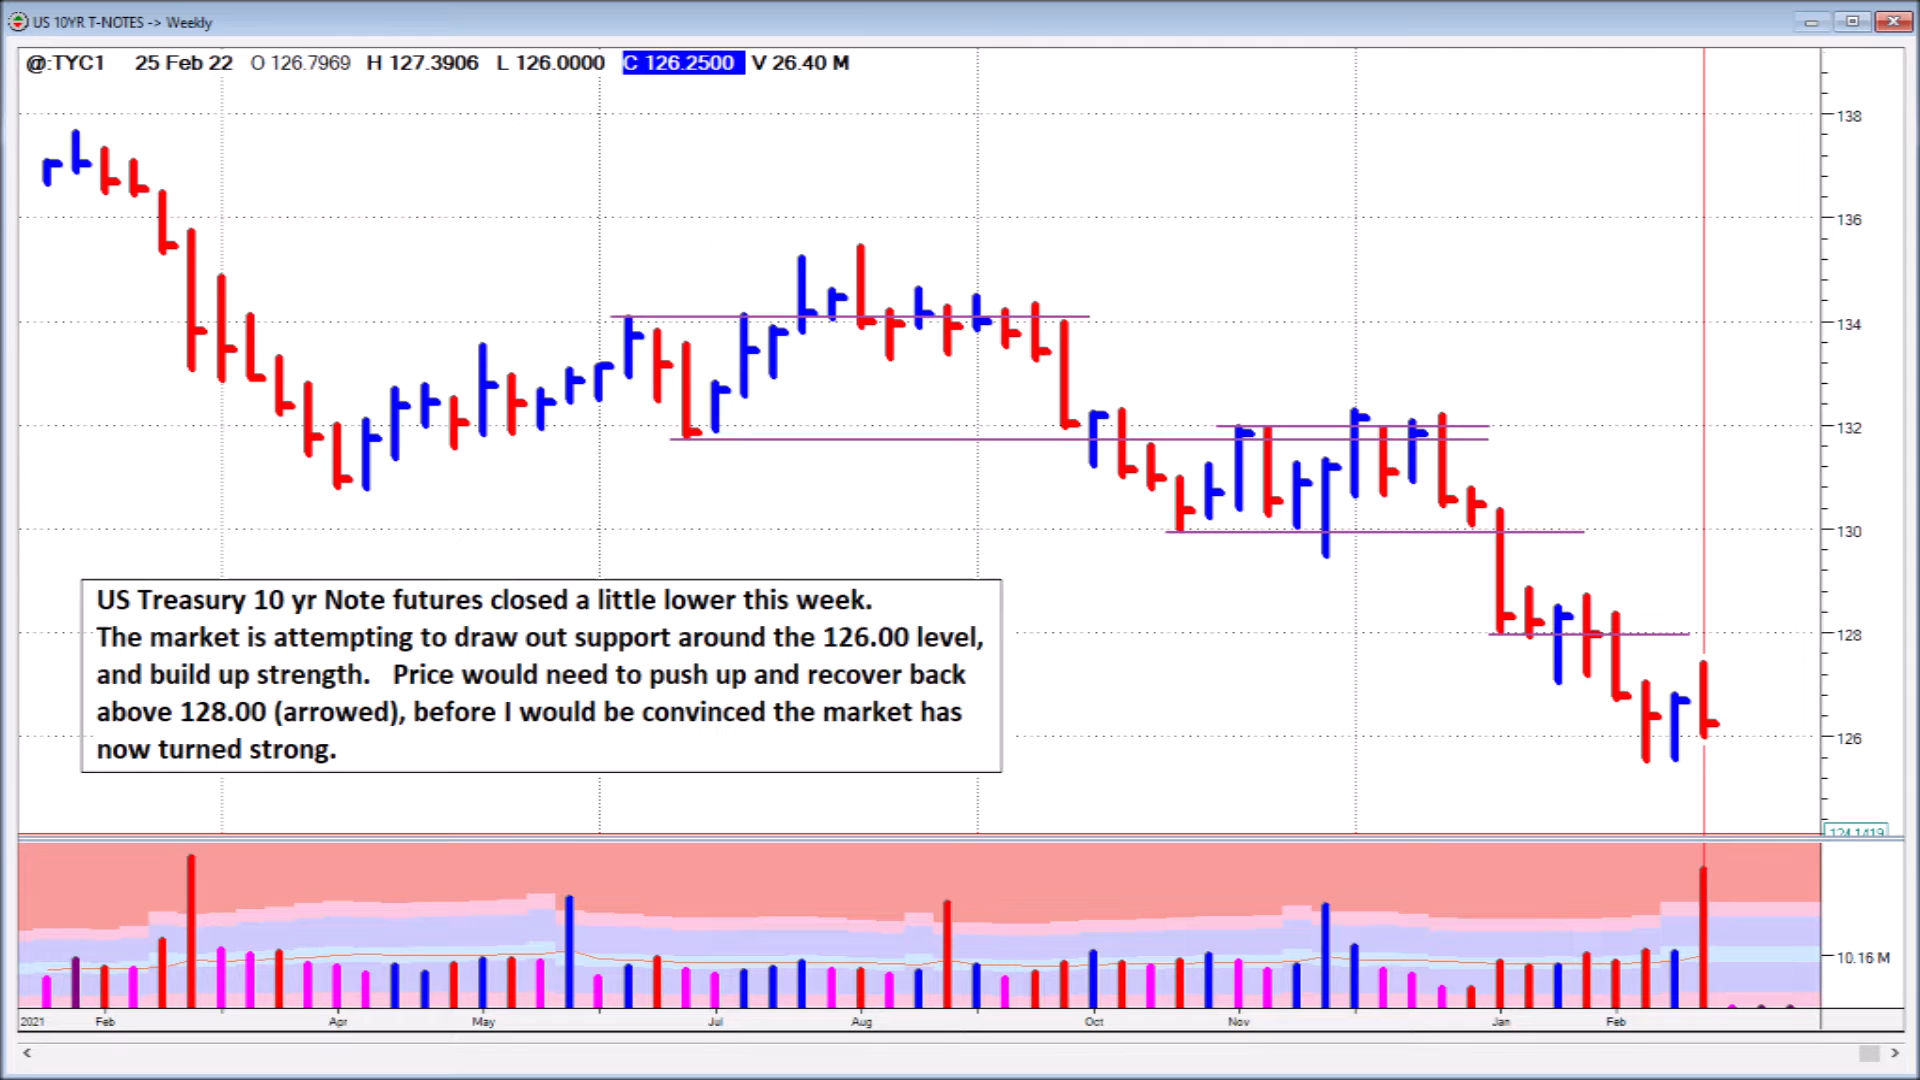 US 10YR T-NOTES -> Weekly
@:TYC1 25 Feb 22 O 126.7969 H 127.3906 L 126.0000 C 126.2500 V 26.40 M
138
136
134
132
130
128
126
US Treasury 10 yr Note futures closed a little lower this week.
The market is attempting to draw out support around the 126.00 level,
and build up strength. Price would need to push up and recover back
above 128.00 (arrowed), before I would be convinced the market has
now turned strong.
124.1419
10.16 M
2021 Feb Apr May Jul Aug Oct Nov Jan Feb